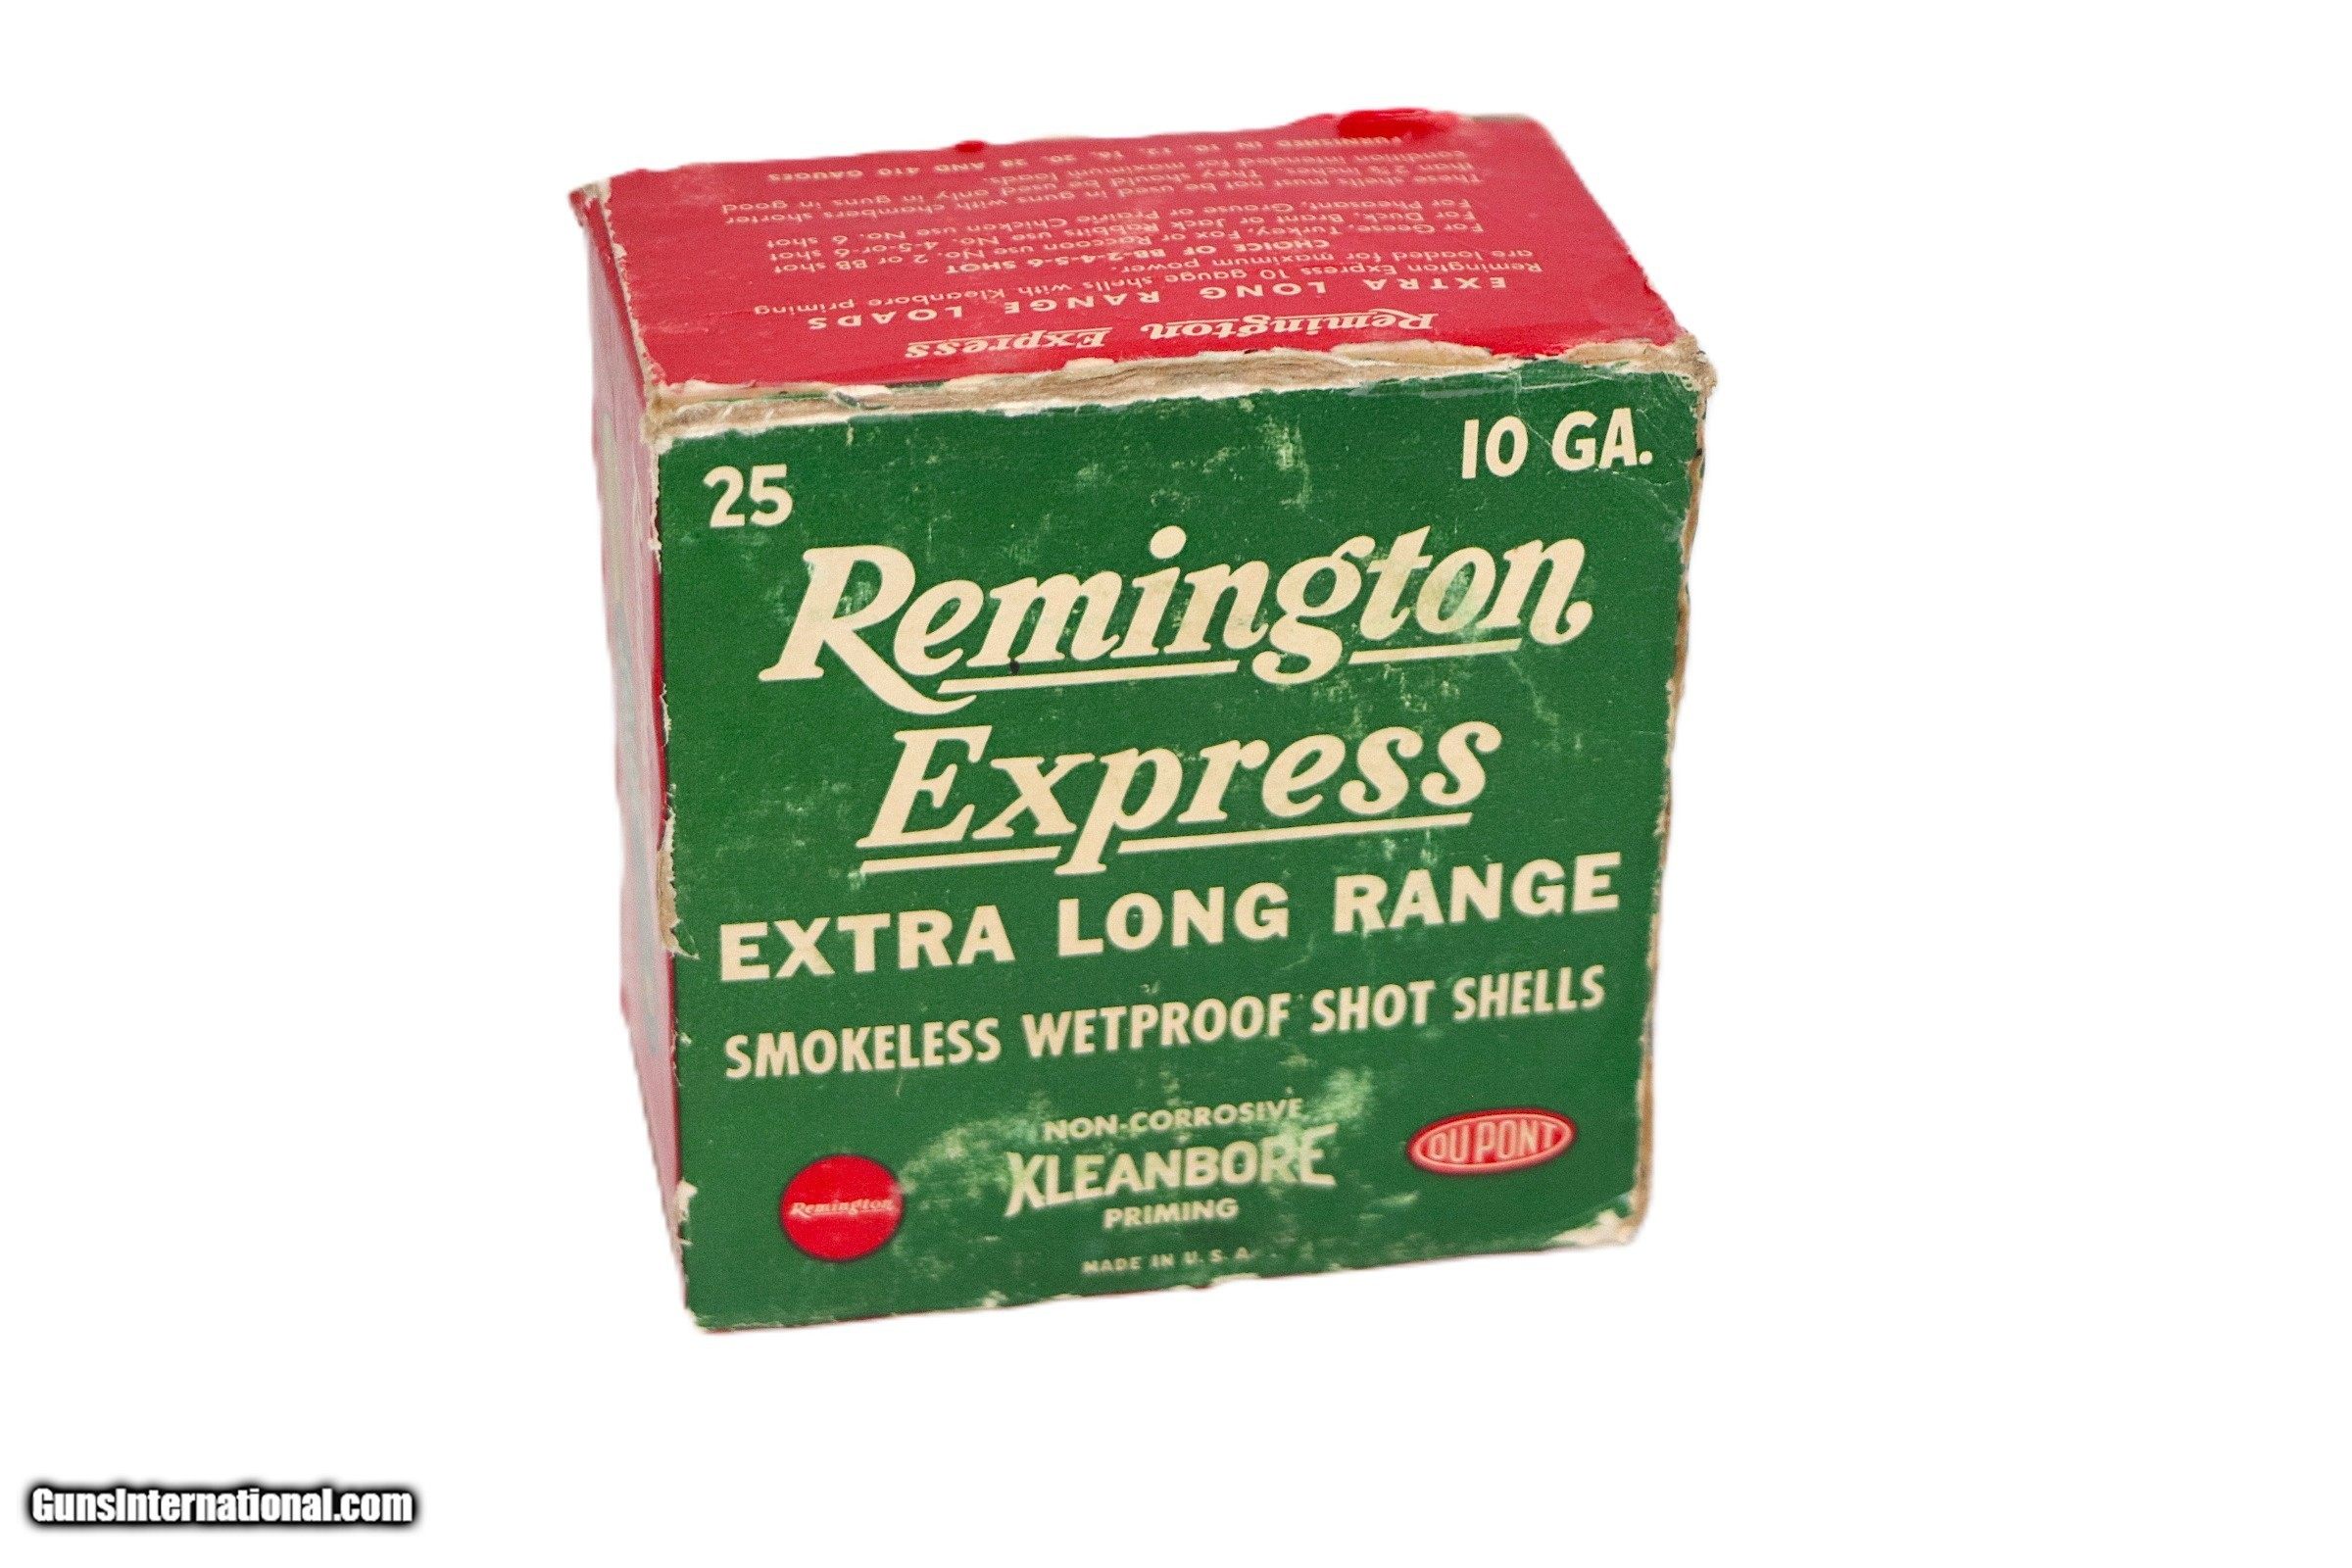 Remington Express
EXTRA LONG RANGE LOADS
Remington Express 10 gauge shells with Kleanbore priming
are loaded for maximum power.
CHOICE OF BB-2-4-5-6 SHOT
For Geese, Turkey, Fox or Raccoon use No. 2 or BB shot
For Duck, Brant or Jack Rabbits use No. 4-5-or-6 shot
For Pheasant, Grouse or Prairie Chicken use No. 6 shot
These shells must not be used in guns with chambers shorter
than 2⅞ inches. They should be used only in guns in good
condition intended for maximum loads.
FURNISHED IN 10, 12, 16, 20, 28 AND 410 GAUGES
25
10 GA.
Remington
Express
EXTRA LONG RANGE
SMOKELESS WETPROOF SHOT SHELLS
NON-CORROSIVE
KLEANBORE
PRIMING
Remington
DU PONT
MADE IN U.S.A.
GunsInternational.com